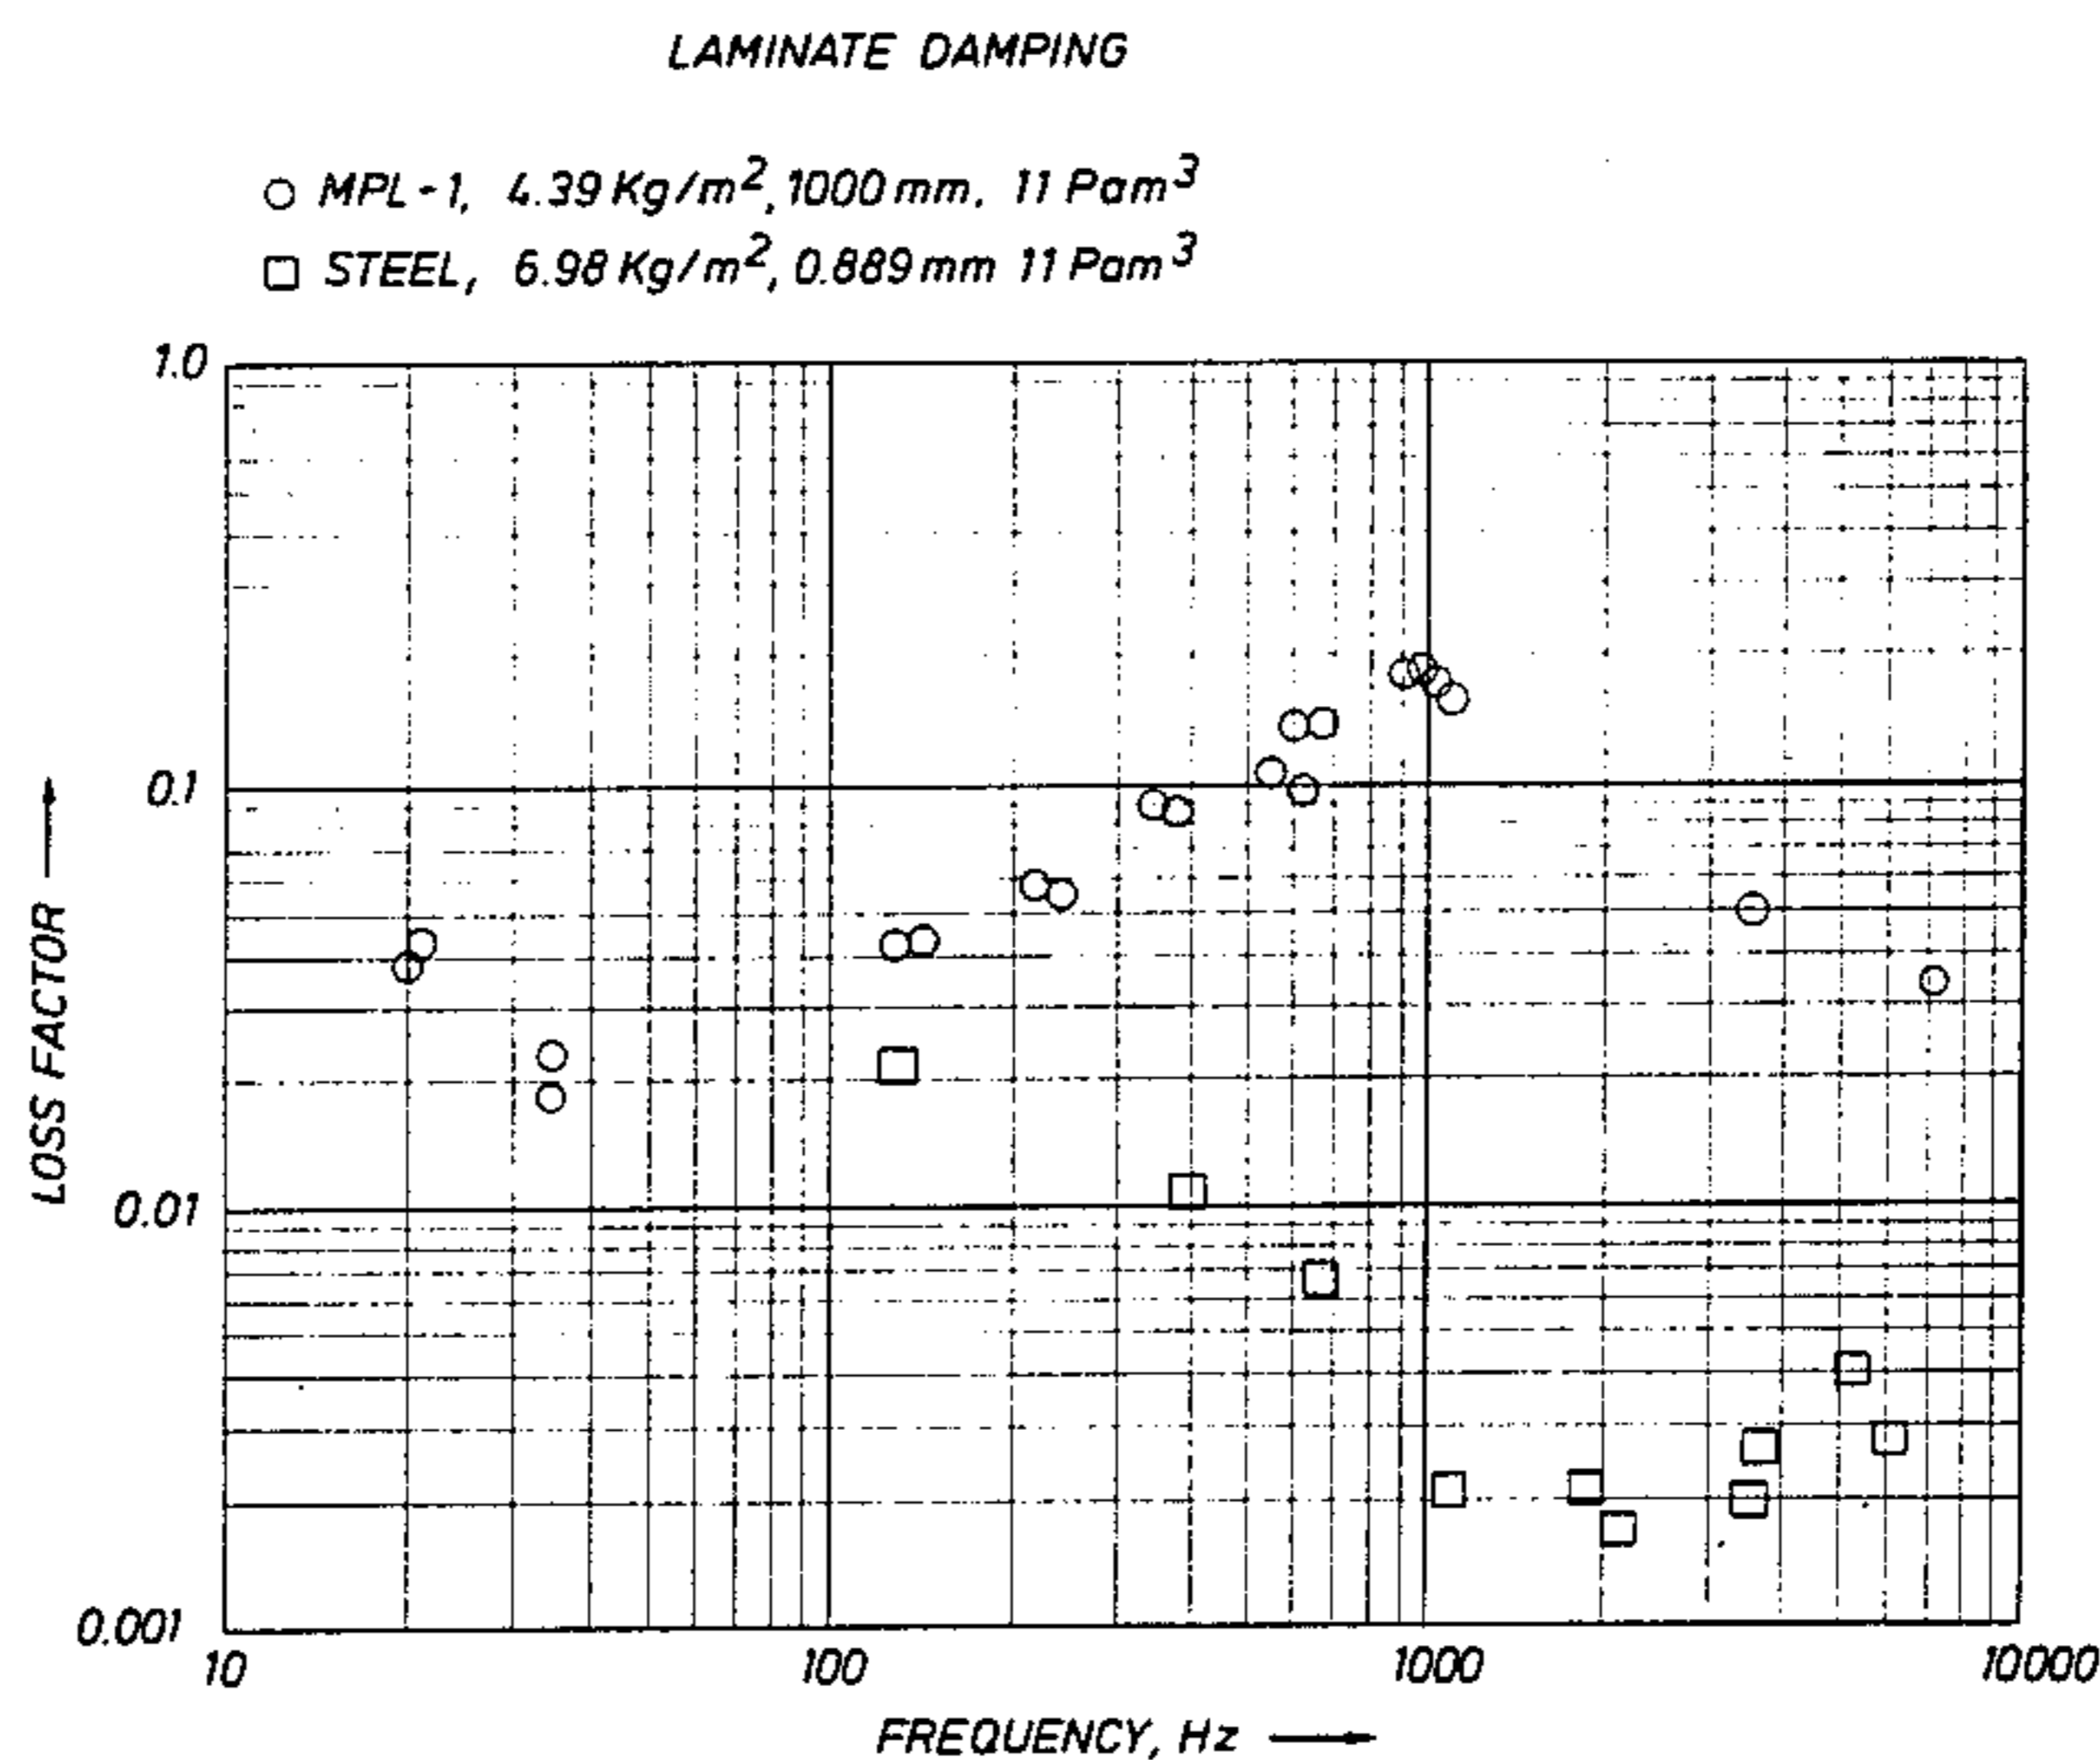 LAMINATE DAMPING
○ MPL-1, 4.39 Kg/m², 1000 mm. 11 Pam³
□ STEEL, 6.98 Kg/m², 0.889 mm 11 Pam³
1.0
0.1
0.01
0.001
LOSS FACTOR
10 100 1000 10000
FREQUENCY, Hz